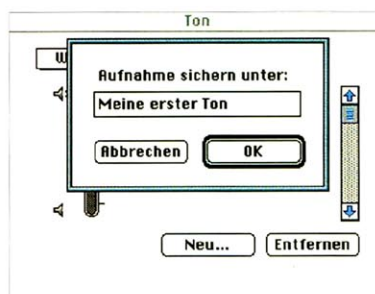 Ton
W
Aufnahme sichern unter:
Meine erster Ton
Abbrechen
OK
Neu...
Entfernen